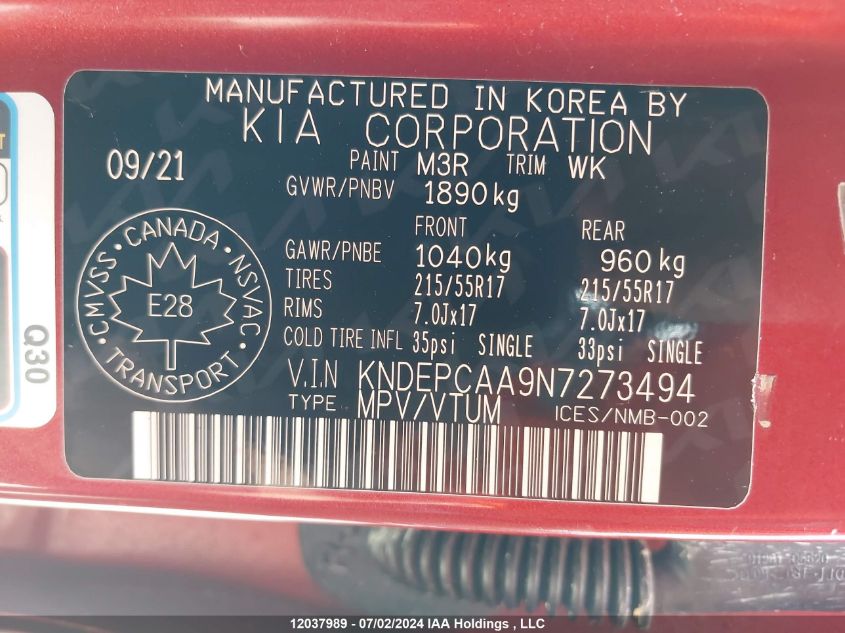 MANUFACTURED IN KOREA BY
KIA CORPORATION
09/21 PAINT M3R TRIM WK
GVWR/PNBV 1890kg
FRONT REAR
GAWR/PNBE 1040kg 960kg
TIRES 215/55R17 215/55R17
RIMS 7.0Jx17 7.0Jx17
COLD TIRE INFL 35psi SINGLE 33psi SINGLE
V.I.N KNDEPCAA9N7273494
TYPE MPV/VTUM ICES/NMB-002
CMVSS • CANADA • NSVAC • TRANSPORT •
E28
Q30
12037989 - 07/02/2024 IAA Holdings, LLC